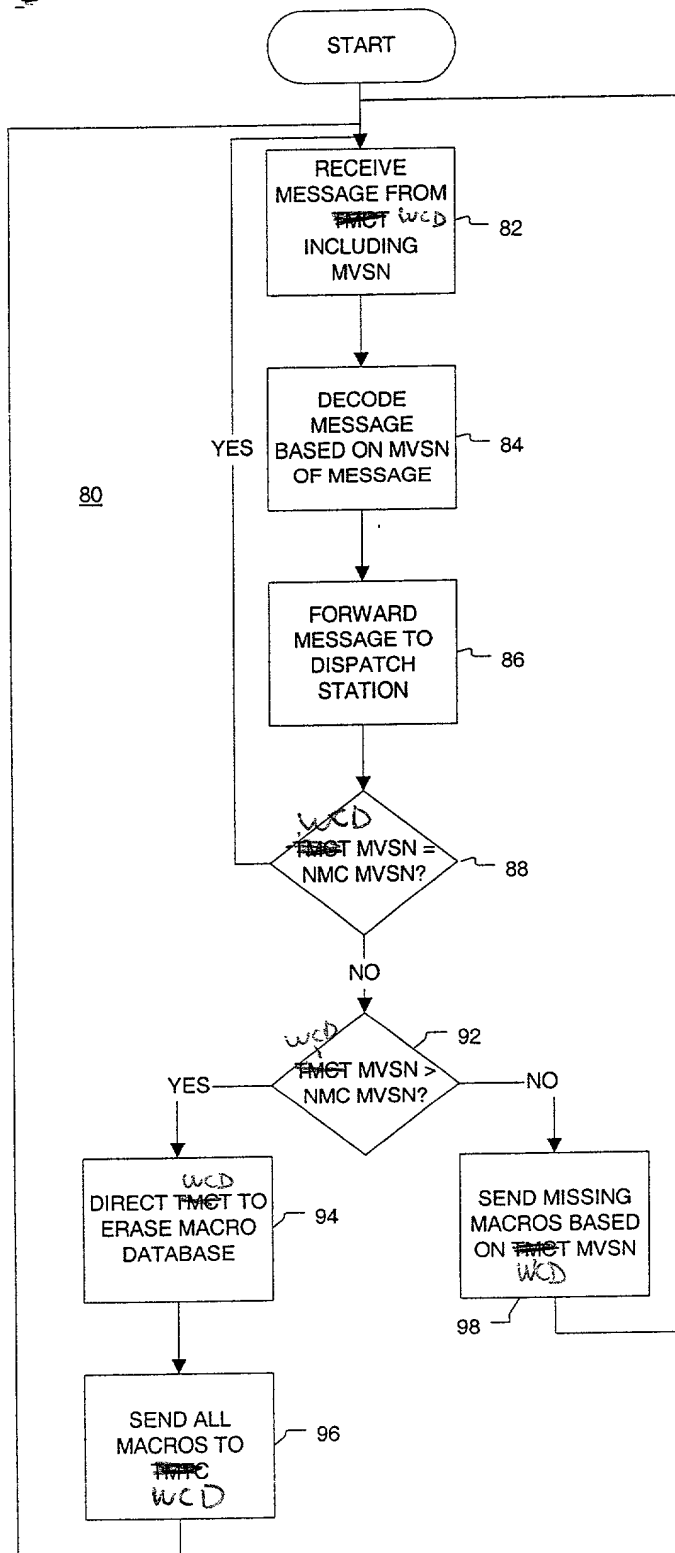 START
RECEIVE
MESSAGE FROM
TMCT WCD
INCLUDING
MVSN
82
DECODE
MESSAGE
BASED ON MVSN
OF MESSAGE
84
YES
80
FORWARD
MESSAGE TO
DISPATCH
STATION
86
WCD
TMCT MVSN =
NMC MVSN?
88
NO
WCD
92
TMCT MVSN >
NMC MVSN?
YES
NO
WCD
DIRECT TMCT TO
ERASE MACRO
DATABASE
94
SEND MISSING
MACROS BASED
ON TMCT MVSN
WCD
98
SEND ALL
MACROS TO
TMTC
WCD
96